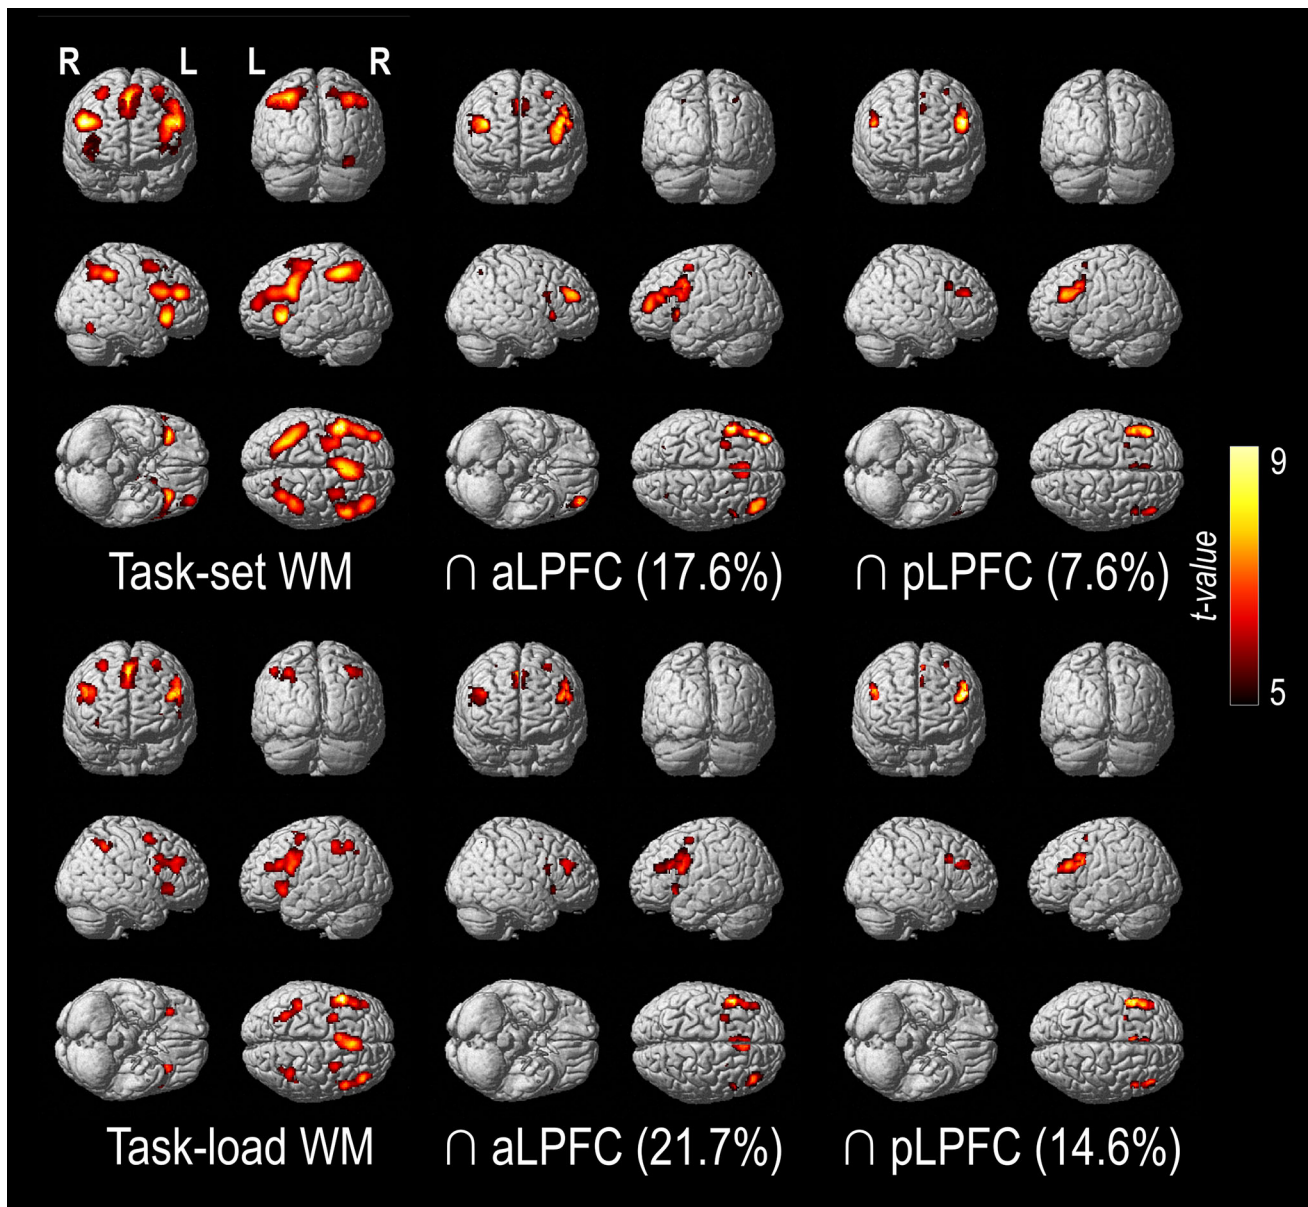 R L L R
Task-set WM ∩ aLPFC (17.6%) ∩ pLPFC (7.6%)
9
t-value
5
Task-load WM ∩ aLPFC (21.7%) ∩ pLPFC (14.6%)